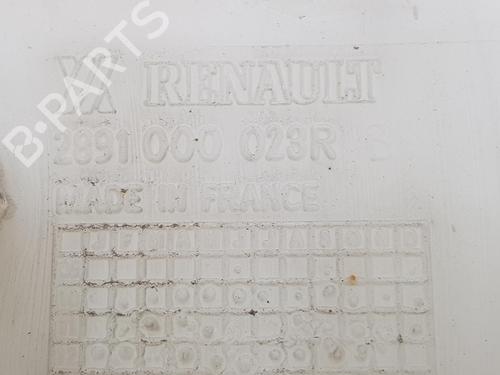 B-PARTS
RENAULT
2891 000 023R
MADE IN FRANCE
J F M A M J J A S O N D